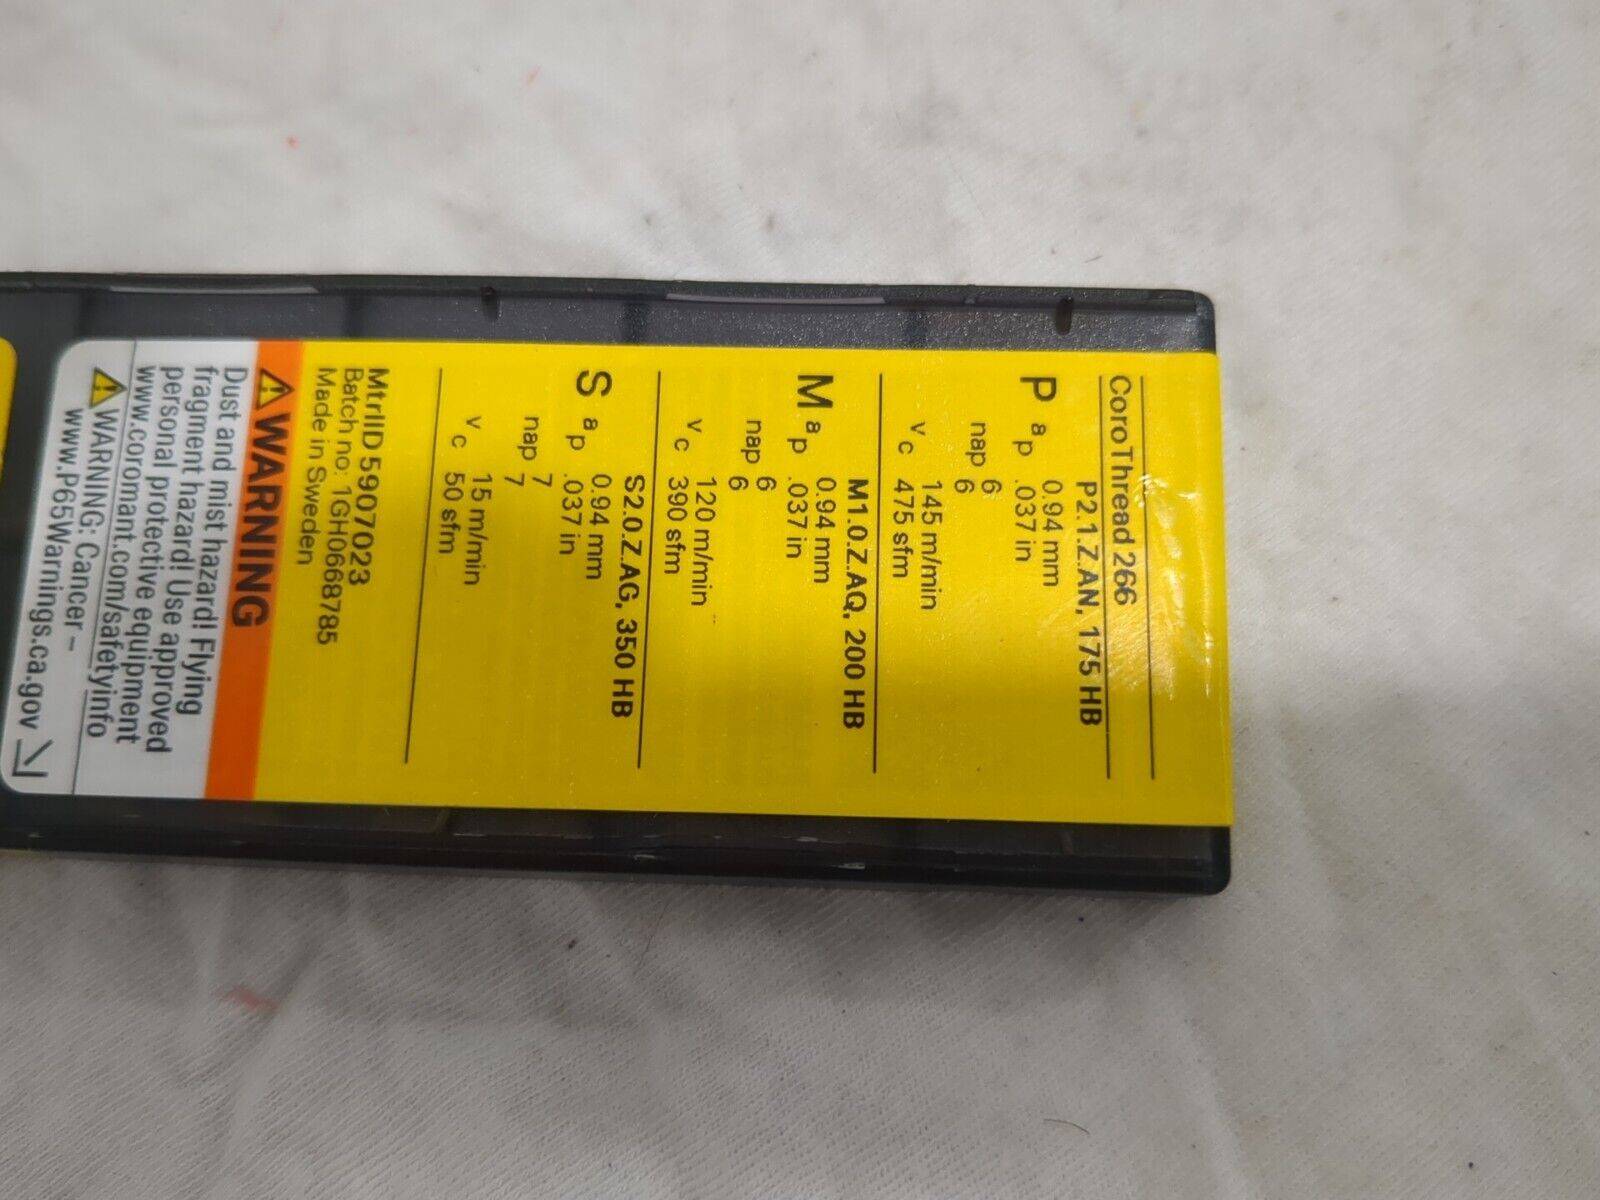 CoroThread 266
P2.1.Z.AN, 175 HB
P ap 0.94 mm
.037 in
nap 6
6
vc 145 m/min
475 sfm
M1.0.Z.AQ, 200 HB
M ap 0.94 mm
.037 in
nap 6
6
vc 120 m/min
390 sfm
S2.0.Z.AG, 350 HB
S ap 0.94 mm
.037 in
nap 7
7
vc 15 m/min
50 sfm
MtrlID 5907023
Batch no: 1GH0668785
Made in Sweden
WARNING
Dust and mist hazard! Flying
fragment hazard! Use approved
personal protective equipment
www.coromant.com/safetyinfo
WARNING: Cancer –
www.P65Warnings.ca.gov